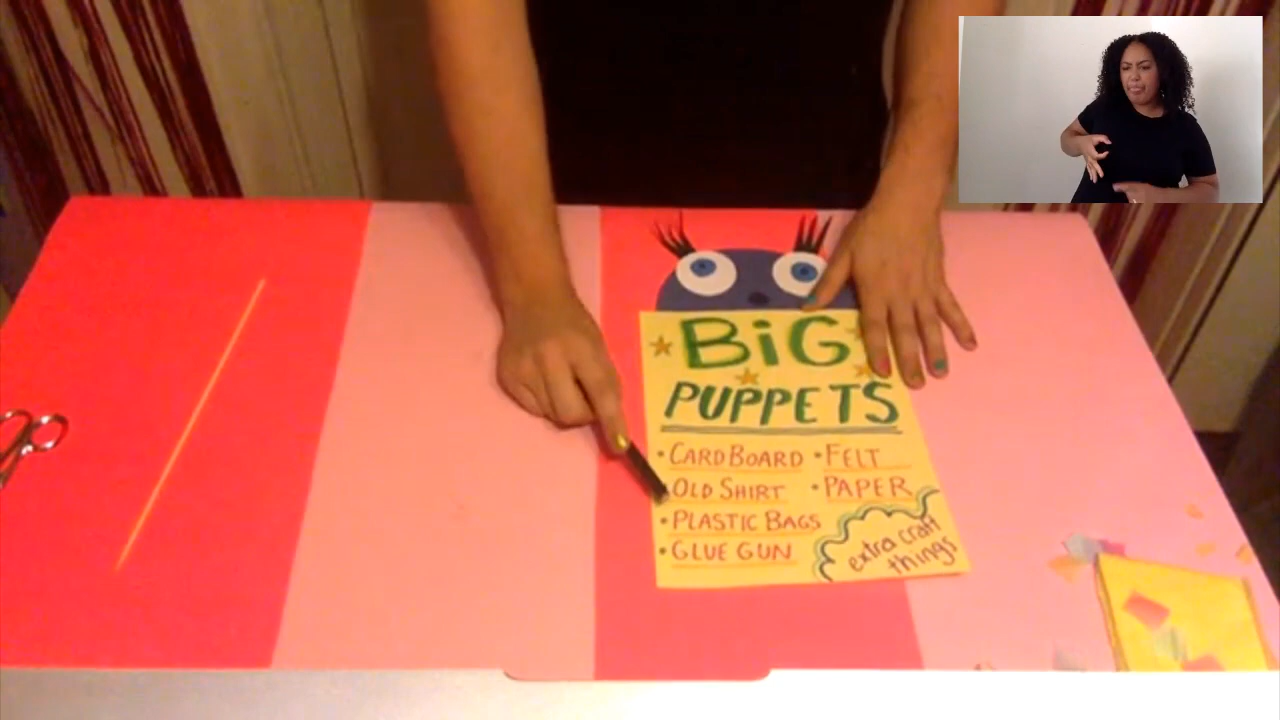 BiG
PUPPETS
• CARDBOARD • FELT
OLD SHIRT • PAPER
• PLASTIC BAGS
• GLUE GUN
extra craft
things